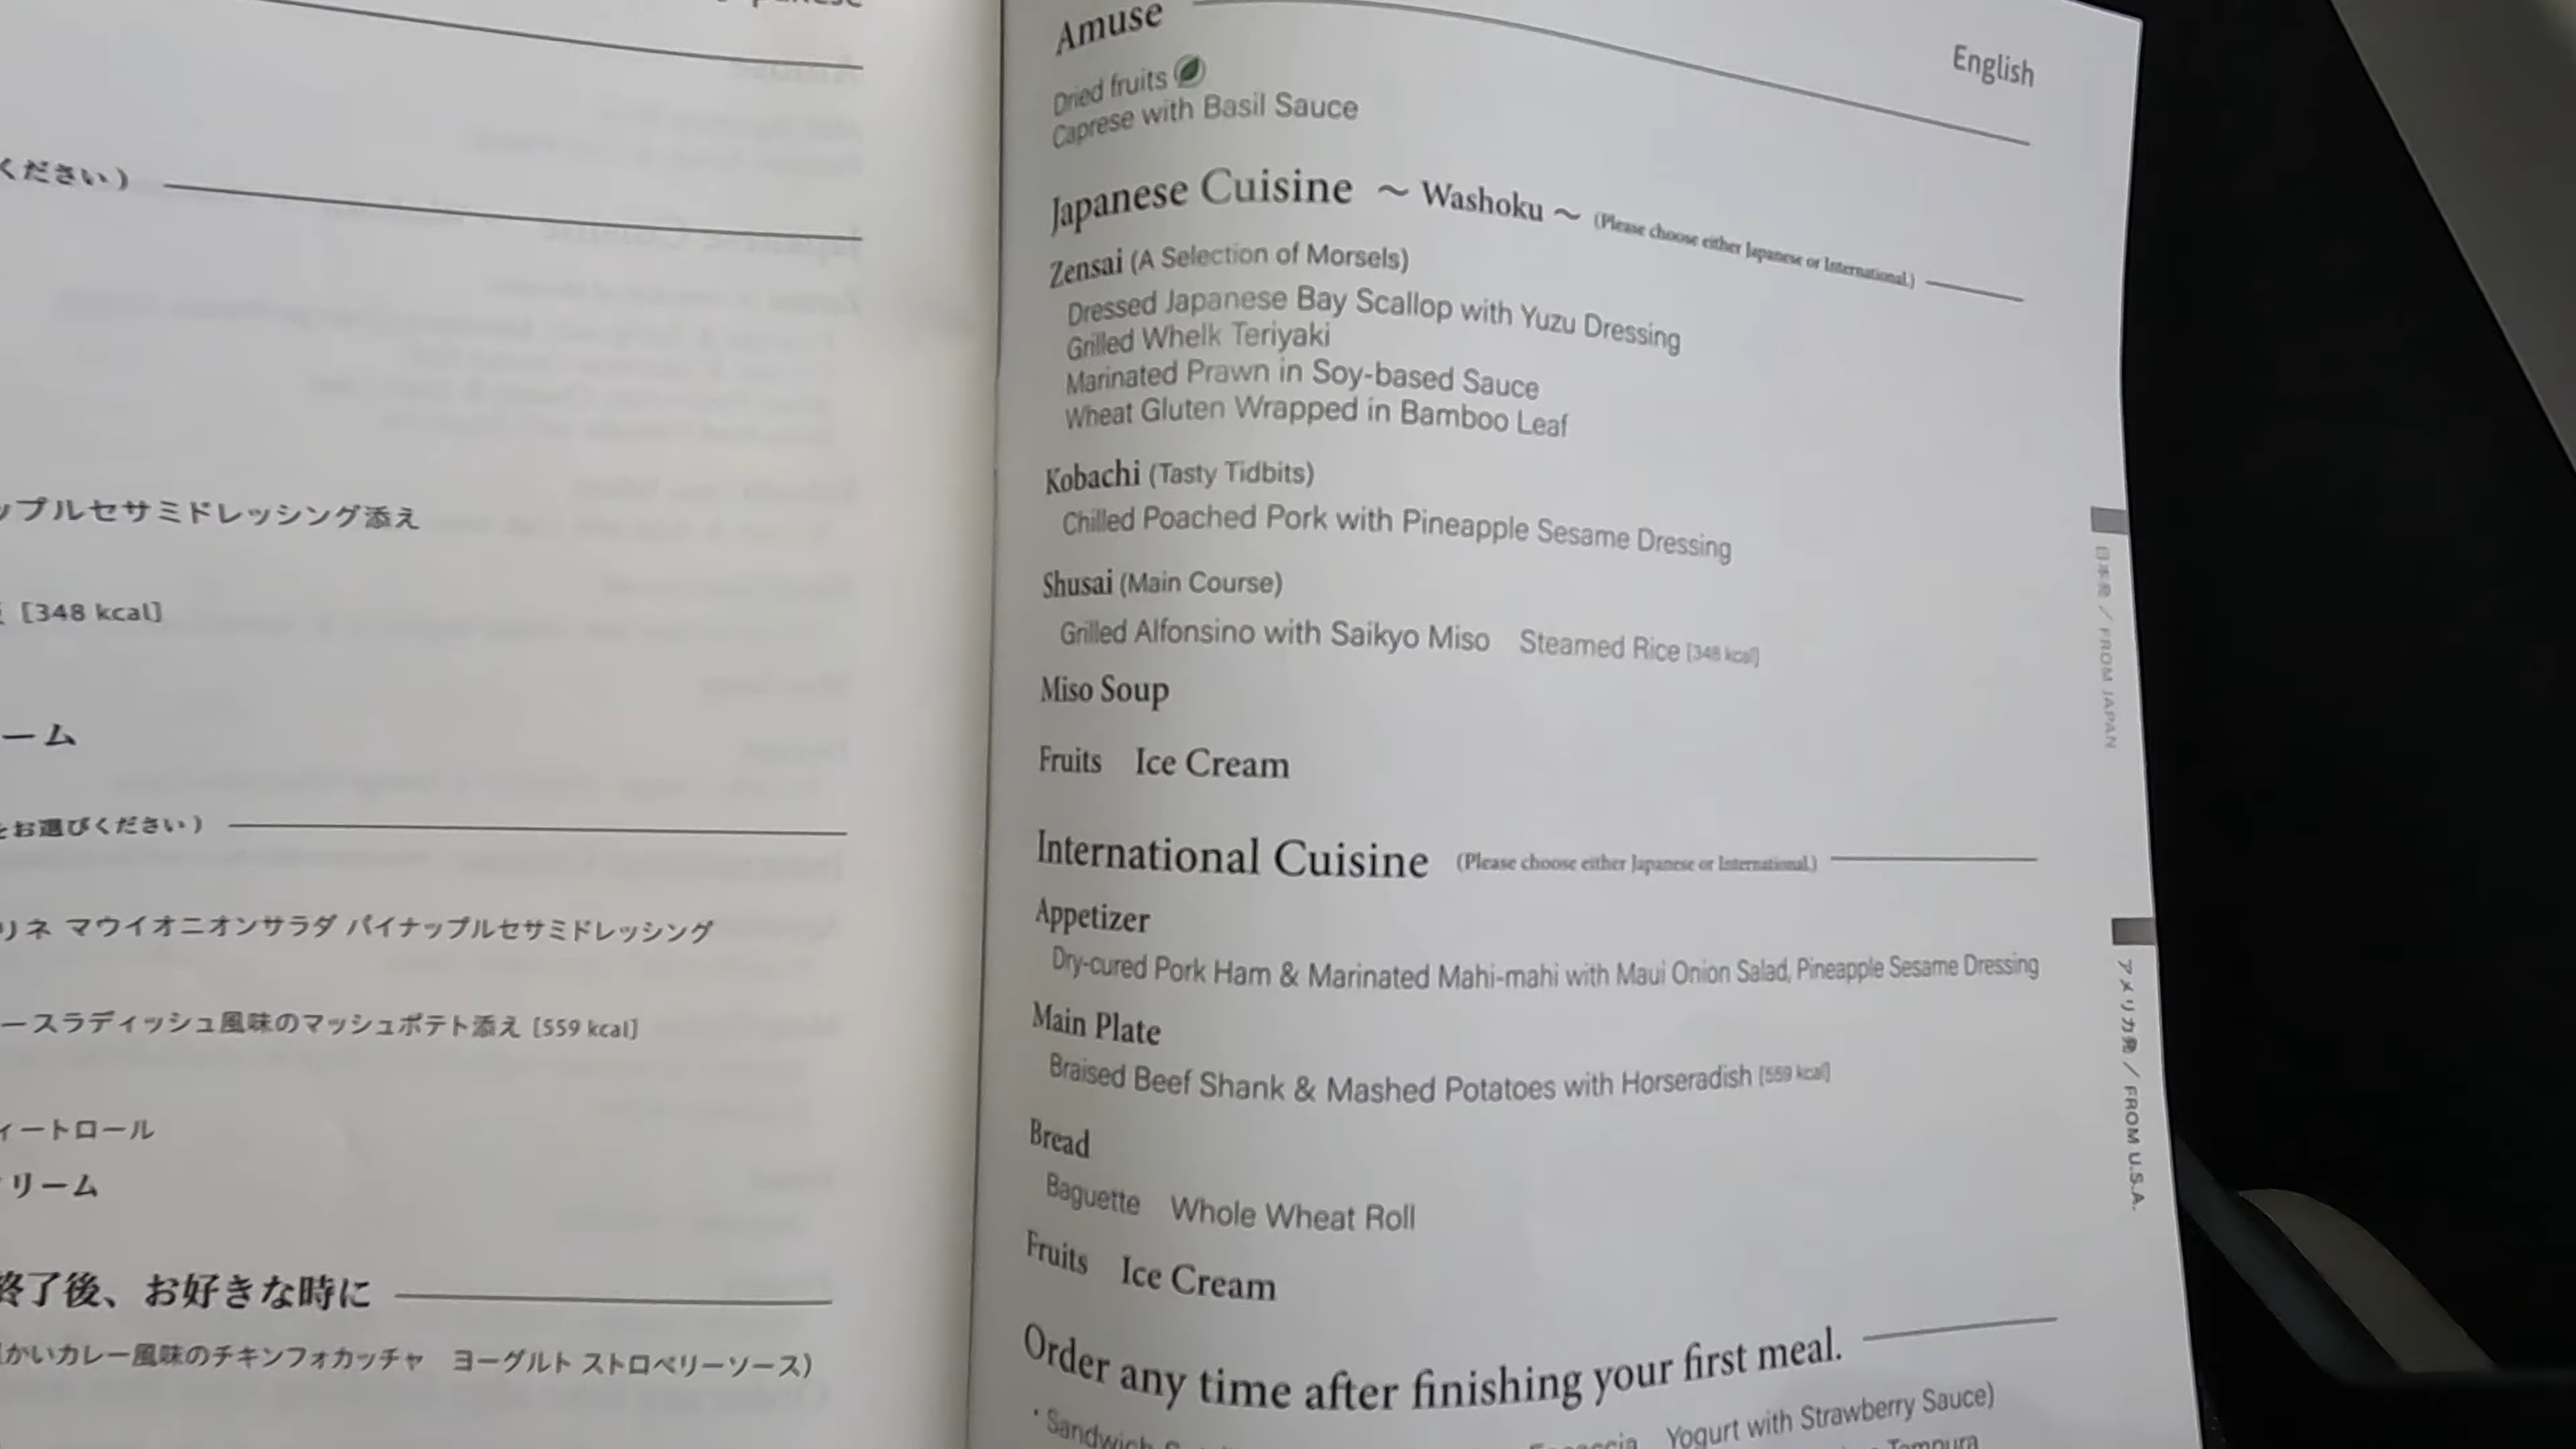 ください）
ップルセサミドレッシング添え
[348 kcal]
ーム
をお選びください）
リネ マウイオニオンサラダ パイナップルセサミドレッシング
ースラディッシュ風味のマッシュポテト添え [559 kcal]
ィートロール
リーム
終了後、お好きな時に
かいカレー風味のチキンフォカッチャ ヨーグルト ストロベリーソース）
English
Amuse
Dried fruits
Caprese with Basil Sauce
Japanese Cuisine ～ Washoku ～ (Please choose either Japanese or International.)
Zensai (A Selection of Morsels)
Dressed Japanese Bay Scallop with Yuzu Dressing
Grilled Whelk Teriyaki
Marinated Prawn in Soy-based Sauce
Wheat Gluten Wrapped in Bamboo Leaf
Kobachi (Tasty Tidbits)
Chilled Poached Pork with Pineapple Sesame Dressing
Shusai (Main Course)
Grilled Alfonsino with Saikyo Miso Steamed Rice [348 kcal]
Miso Soup
Fruits Ice Cream
International Cuisine (Please choose either Japanese or International.)
Appetizer
Dry-cured Pork Ham & Marinated Mahi-mahi with Maui Onion Salad, Pineapple Sesame Dressing
Main Plate
Braised Beef Shank & Mashed Potatoes with Horseradish [559 kcal]
Bread
Baguette Whole Wheat Roll
Fruits Ice Cream
Order any time after finishing your first meal.
・Sandwich Yogurt with Strawberry Sauce)
Tempura
日本発 / FROM JAPAN
アメリカ発 / FROM U.S.A.